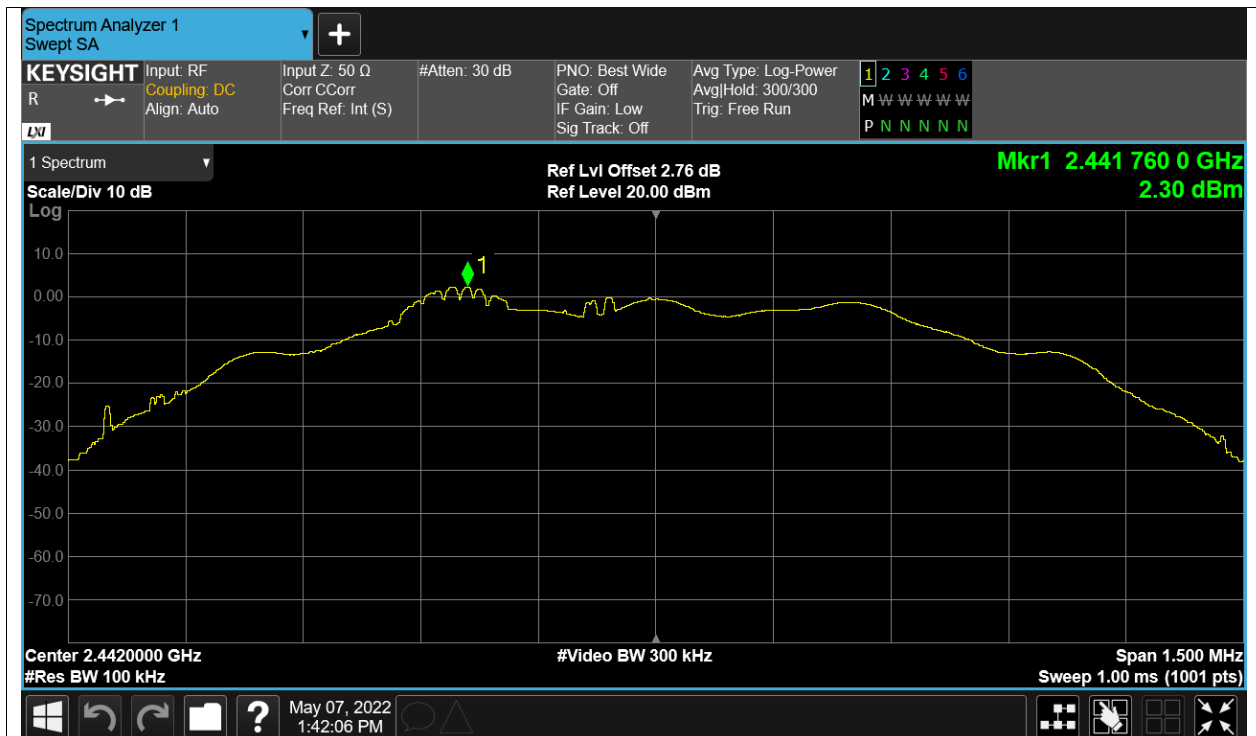 Spectrum Analyzer 1
Swept SA
KEYSIGHT
R
LXI
Input: RF
Coupling: DC
Align: Auto
Input Z: 50 Ω
Corr CCorr
Freq Ref: Int (S)
#Atten: 30 dB
PNO: Best Wide
Gate: Off
IF Gain: Low
Sig Track: Off
Avg Type: Log-Power
Avg|Hold: 300/300
Trig: Free Run
1 2 3 4 5 6
M W W W W W
P N N N N N
1 Spectrum
Scale/Div 10 dB
Log
Ref Lvl Offset 2.76 dB
Ref Level 20.00 dBm
Mkr1 2.441 760 0 GHz
2.30 dBm
1
10.0
0.00
-10.0
-20.0
-30.0
-40.0
-50.0
-60.0
-70.0
Center 2.4420000 GHz
#Res BW 100 kHz
#Video BW 300 kHz
Span 1.500 MHz
Sweep 1.00 ms (1001 pts)
?
May 07, 2022
1:42:06 PM